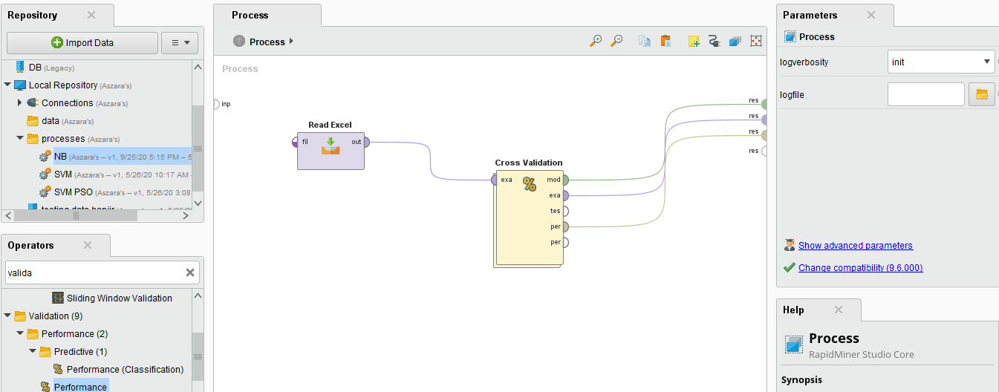 Repository
Import Data
DB (Legacy)
Local Repository (Aszara's)
Connections (Aszara's)
data (Aszara's)
processes (Aszara's)
NB (Aszara's – v1, 9/25/20 5:15 PM – 5
SVM (Aszara's – v1, 5/26/20 10:17 AM -
SVM PSO (Aszara's – v1, 5/26/20 3:08
Operators
valida
Sliding Window Validation
Validation (9)
Performance (2)
Predictive (1)
Performance (Classification)
Performance
Process
Process
Process
inp
Read Excel
fil out
Cross Validation
exa mod
exa
tes
per
per
res
res
res
res
Parameters
Process
logverbosity init
logfile
Show advanced parameters
Change compatibility (9.6.000)
Help
Process
RapidMiner Studio Core
Synopsis